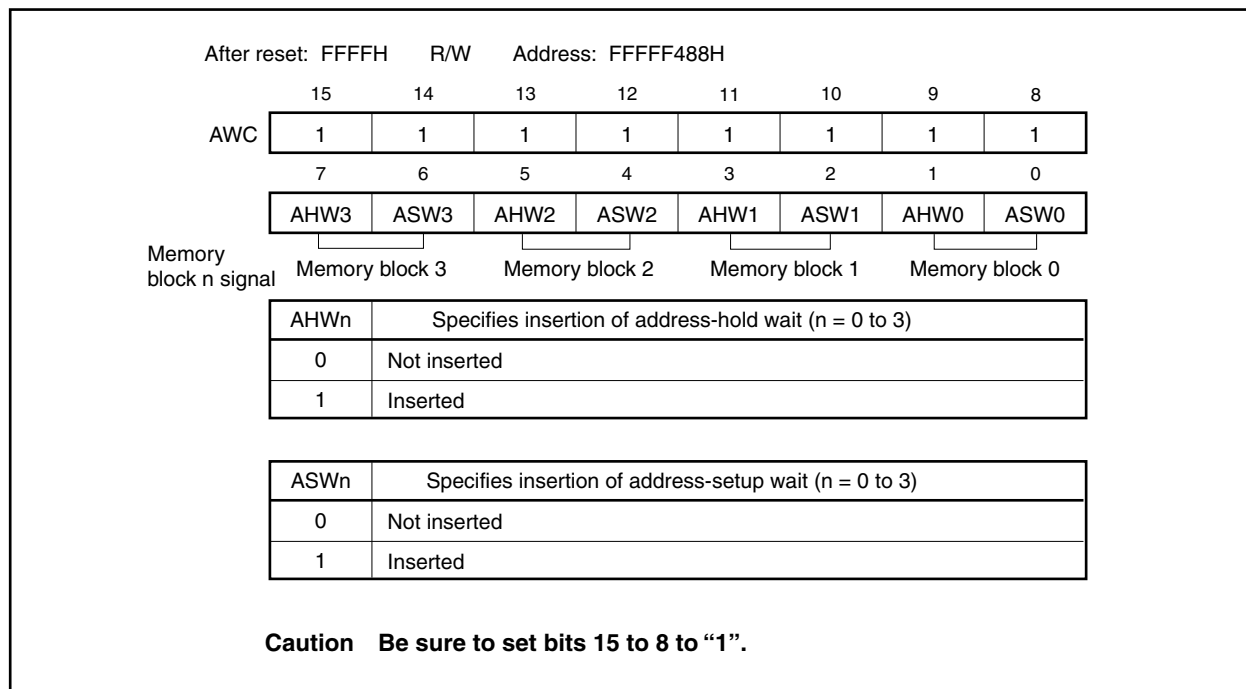 After reset: FFFFH R/W Address: FFFFF488H
15 14 13 12 11 10 9 8
AWC 1 1 1 1 1 1 1 1
7 6 5 4 3 2 1 0
AHW3 ASW3 AHW2 ASW2 AHW1 ASW1 AHW0 ASW0
Memory
block n signal Memory block 3 Memory block 2 Memory block 1 Memory block 0
AHWn Specifies insertion of address-hold wait (n = 0 to 3)
0 Not inserted
1 Inserted
ASWn Specifies insertion of address-setup wait (n = 0 to 3)
0 Not inserted
1 Inserted
Caution Be sure to set bits 15 to 8 to “1”.